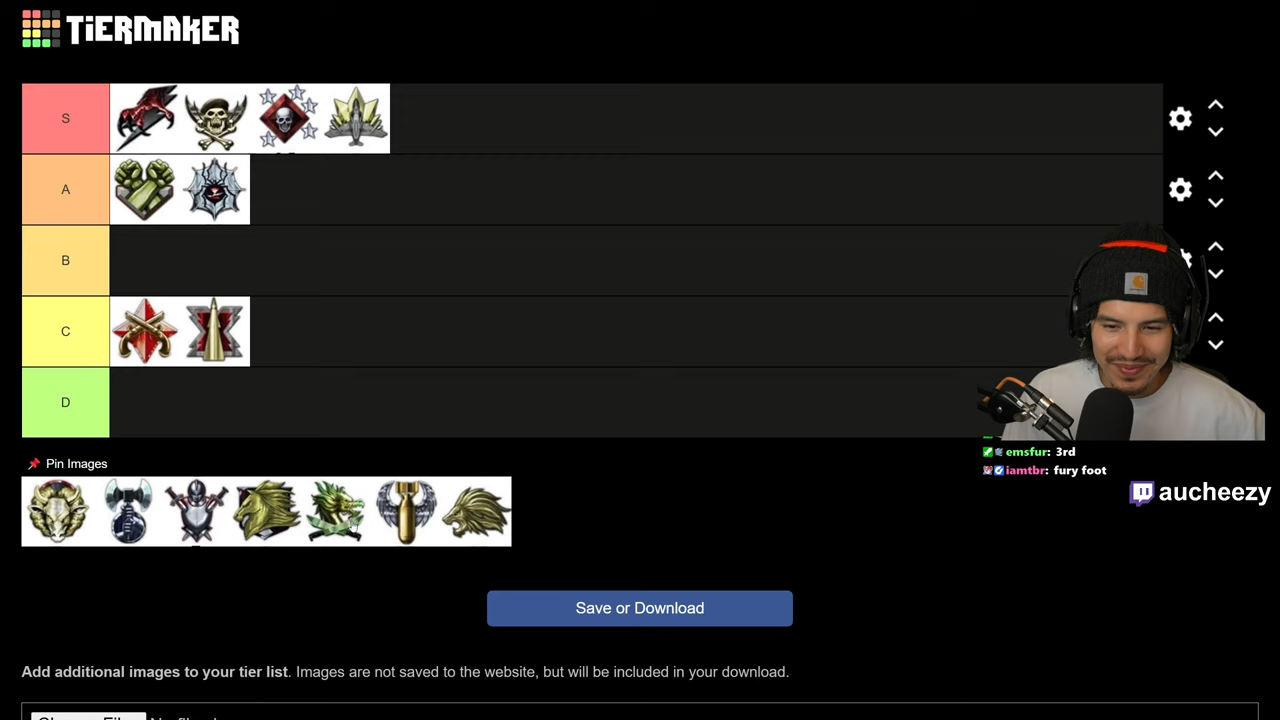 TIERMAKER
S
A
B
C
D
📌 Pin Images
emsfur: 3rd
iamtbr: fury foot
aucheezy
Save or Download
Add additional images to your tier list. Images are not saved to the website, but will be included in your download.